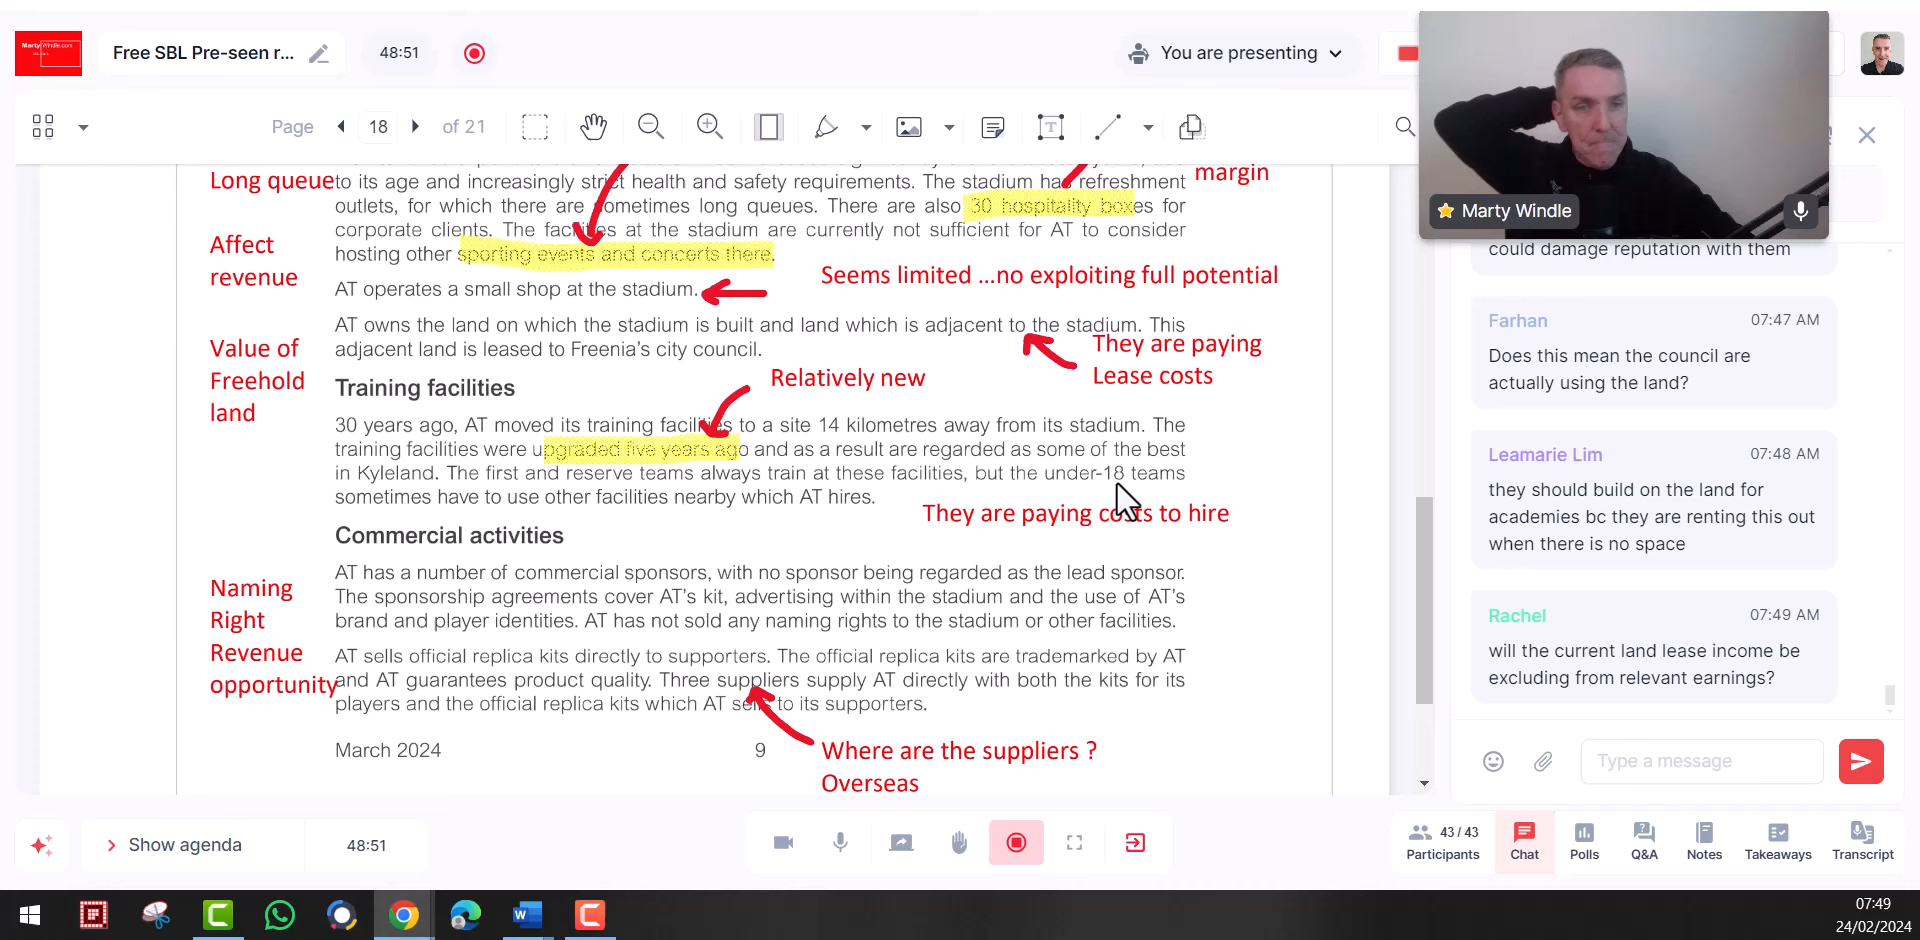 MartyWindle.com
Free SBL Pre-seen r...
48:51
You are presenting
Page
18
of 21
margin
Long queue
to its age and increasingly strict health and safety requirements. The stadium has refreshment
outlets, for which there are sometimes long queues. There are also 30 hospitality boxes for
corporate clients. The facilities at the stadium are currently not sufficient for AT to consider
hosting other sporting events and concerts there.
Affect
revenue
Seems limited ...no exploiting full potential
AT operates a small shop at the stadium.
AT owns the land on which the stadium is built and land which is adjacent to the stadium. This
adjacent land is leased to Freenia's city council.
Value of
Freehold
land
They are paying
Lease costs
Training facilities
Relatively new
30 years ago, AT moved its training facilities to a site 14 kilometres away from its stadium. The
training facilities were upgraded five years ago and as a result are regarded as some of the best
in Kyleland. The first and reserve teams always train at these facilities, but the under-18 teams
sometimes have to use other facilities nearby which AT hires.
They are paying costs to hire
Commercial activities
AT has a number of commercial sponsors, with no sponsor being regarded as the lead sponsor.
The sponsorship agreements cover AT's kit, advertising within the stadium and the use of AT's
brand and player identities. AT has not sold any naming rights to the stadium or other facilities.
Naming
Right
Revenue
opportunity
AT sells official replica kits directly to supporters. The official replica kits are trademarked by AT
and AT guarantees product quality. Three suppliers supply AT directly with both the kits for its
players and the official replica kits which AT sells to its supporters.
March 2024
9
Where are the suppliers ?
Overseas
Marty Windle
could damage reputation with them
Farhan
07:47 AM
Does this mean the council are
actually using the land?
Leamarie Lim
07:48 AM
they should build on the land for
academies bc they are renting this out
when there is no space
Rachel
07:49 AM
will the current land lease income be
excluding from relevant earnings?
Type a message
Show agenda
48:51
43 / 43
Participants
Chat
Polls
Q&A
Notes
Takeaways
Transcript
07:49
24/02/2024